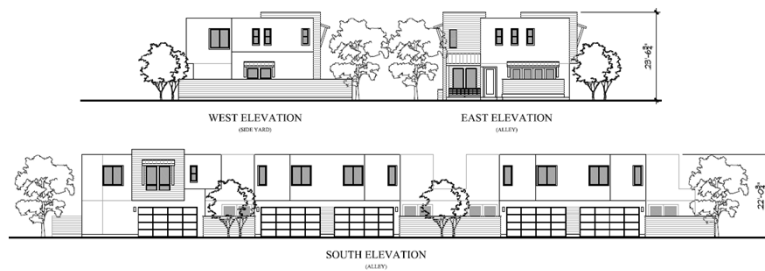 WEST ELEVATION
(SIDE YARD)
EAST ELEVATION
(ALLEY)
SOUTH ELEVATION
(ALLEY)